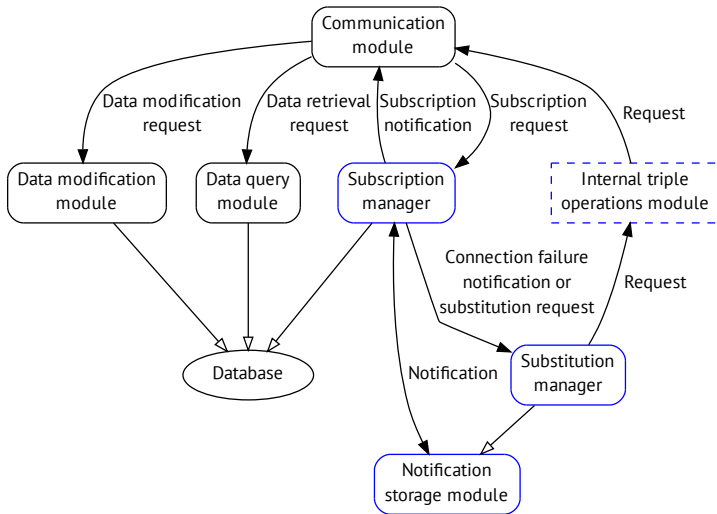 Communication
module
Data modification
request
Data retrieval
request
Subscription
notification
Subscription
request
Request
Data modification
module
Data query
module
Subscription
manager
Internal triple
operations module
Connection failure
notification or
substitution request
Request
Database
Notification
Substitution
manager
Notification
storage module